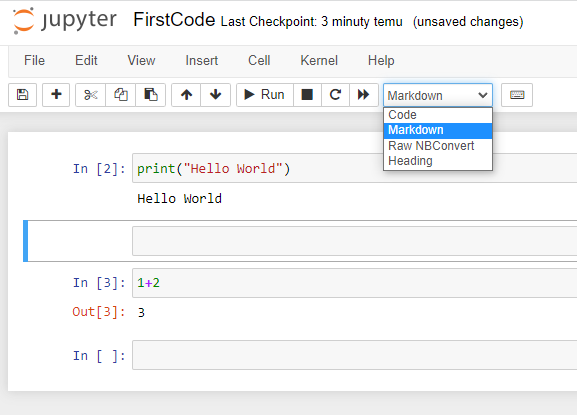 jupyter FirstCode Last Checkpoint: 3 minuty temu (unsaved changes)
File Edit View Insert Cell Kernel Help
Run Markdown
Code
Markdown
Raw NBConvert
Heading
In [2]: print("Hello World")
Hello World
In [3]: 1+2
Out[3]: 3
In [ ]: